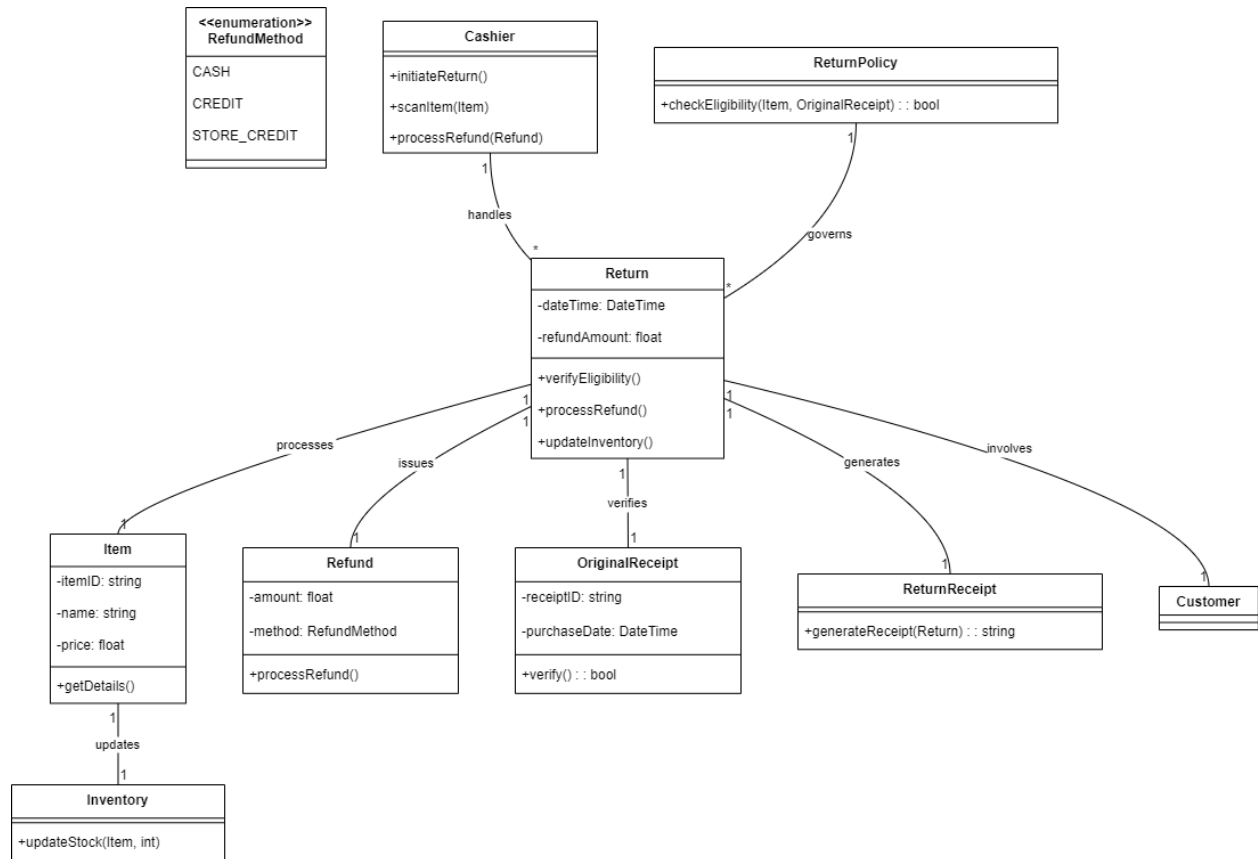 <<enumeration>>
RefundMethod
CASH
CREDIT
STORE_CREDIT
Cashier
+initiateReturn()
+scanItem(Item)
+processRefund(Refund)
ReturnPolicy
+checkEligibility(Item, OriginalReceipt) : : bool
1
1
handles
governs
*
*
Return
-dateTime: DateTime
-refundAmount: float
+verifyEligibility()
+processRefund()
+updateInventory()
1
1
1
1
1
processes
issues
verifies
generates
involves
1
1
1
1
1
Item
-itemID: string
-name: string
-price: float
+getDetails()
Refund
-amount: float
-method: RefundMethod
+processRefund()
OriginalReceipt
-receiptID: string
-purchaseDate: DateTime
+verify() : : bool
ReturnReceipt
+generateReceipt(Return) : : string
Customer
1
updates
1
Inventory
+updateStock(Item, int)